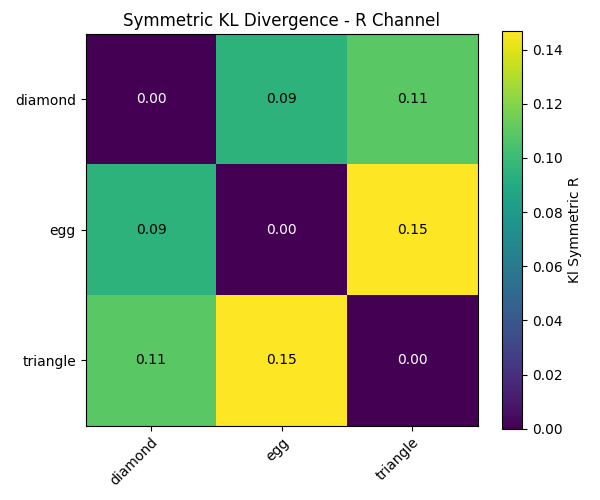 Symmetric KL Divergence - R Channel
diamond 0.00 0.09 0.11
egg 0.09 0.00 0.15
triangle 0.11 0.15 0.00
diamond egg triangle
0.14
0.12
0.10
0.08
0.06
0.04
0.02
0.00
Kl Symmetric R